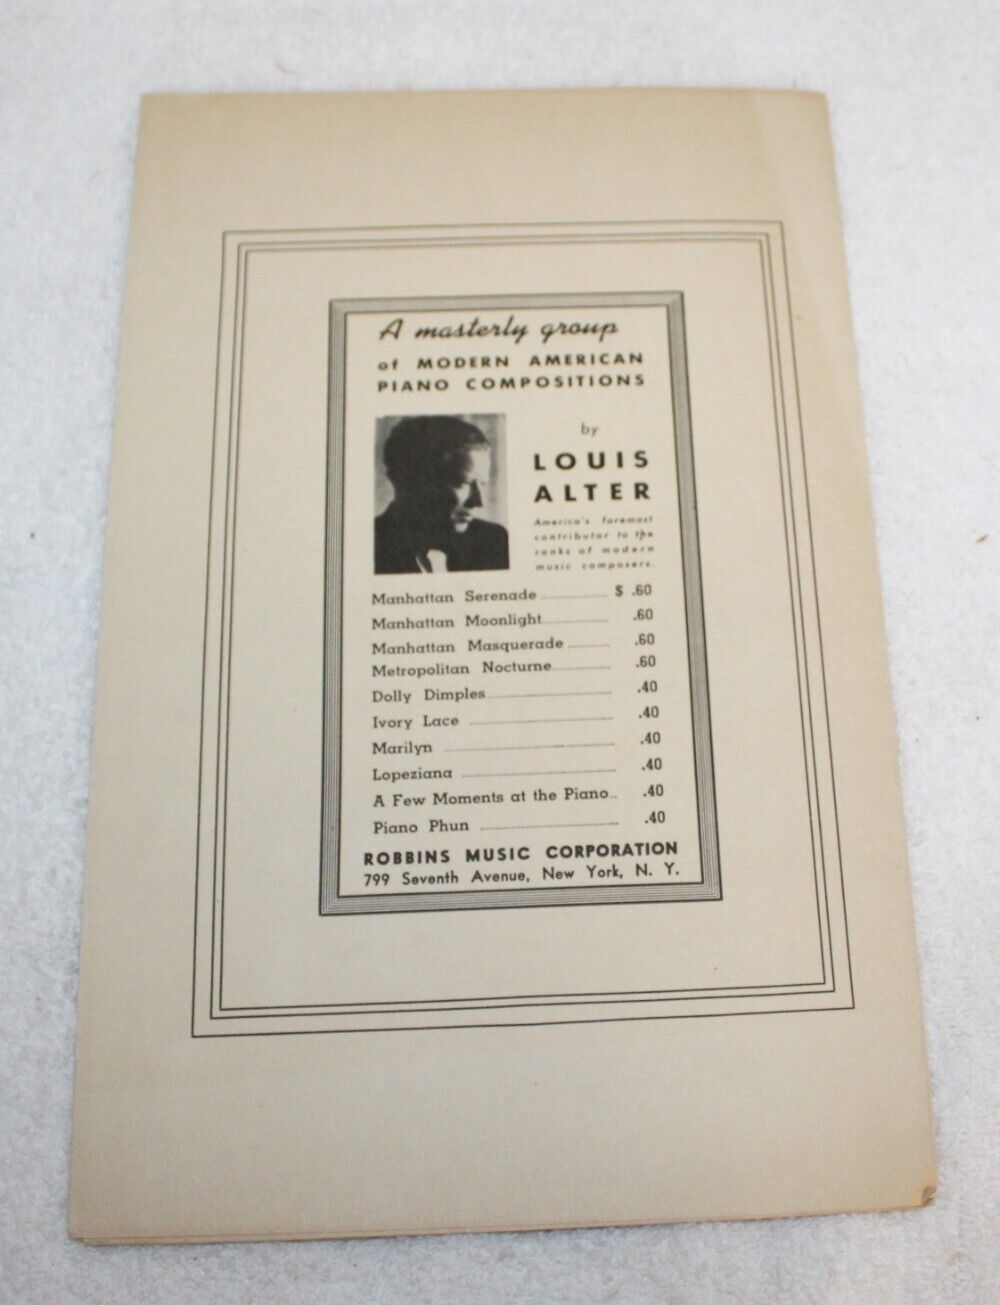 A masterly group
of MODERN AMERICAN
PIANO COMPOSITIONS
by
LOUIS
ALTER
America's foremost
contributor to the
ranks of modern
music composers.
Manhattan Serenade $ .60
Manhattan Moonlight .60
Manhattan Masquerade .60
Metropolitan Nocturne .60
Dolly Dimples .40
Ivory Lace .40
Marilyn .40
Lopeziana .40
A Few Moments at the Piano .40
Piano Phun .40
ROBBINS MUSIC CORPORATION
799 Seventh Avenue, New York, N. Y.